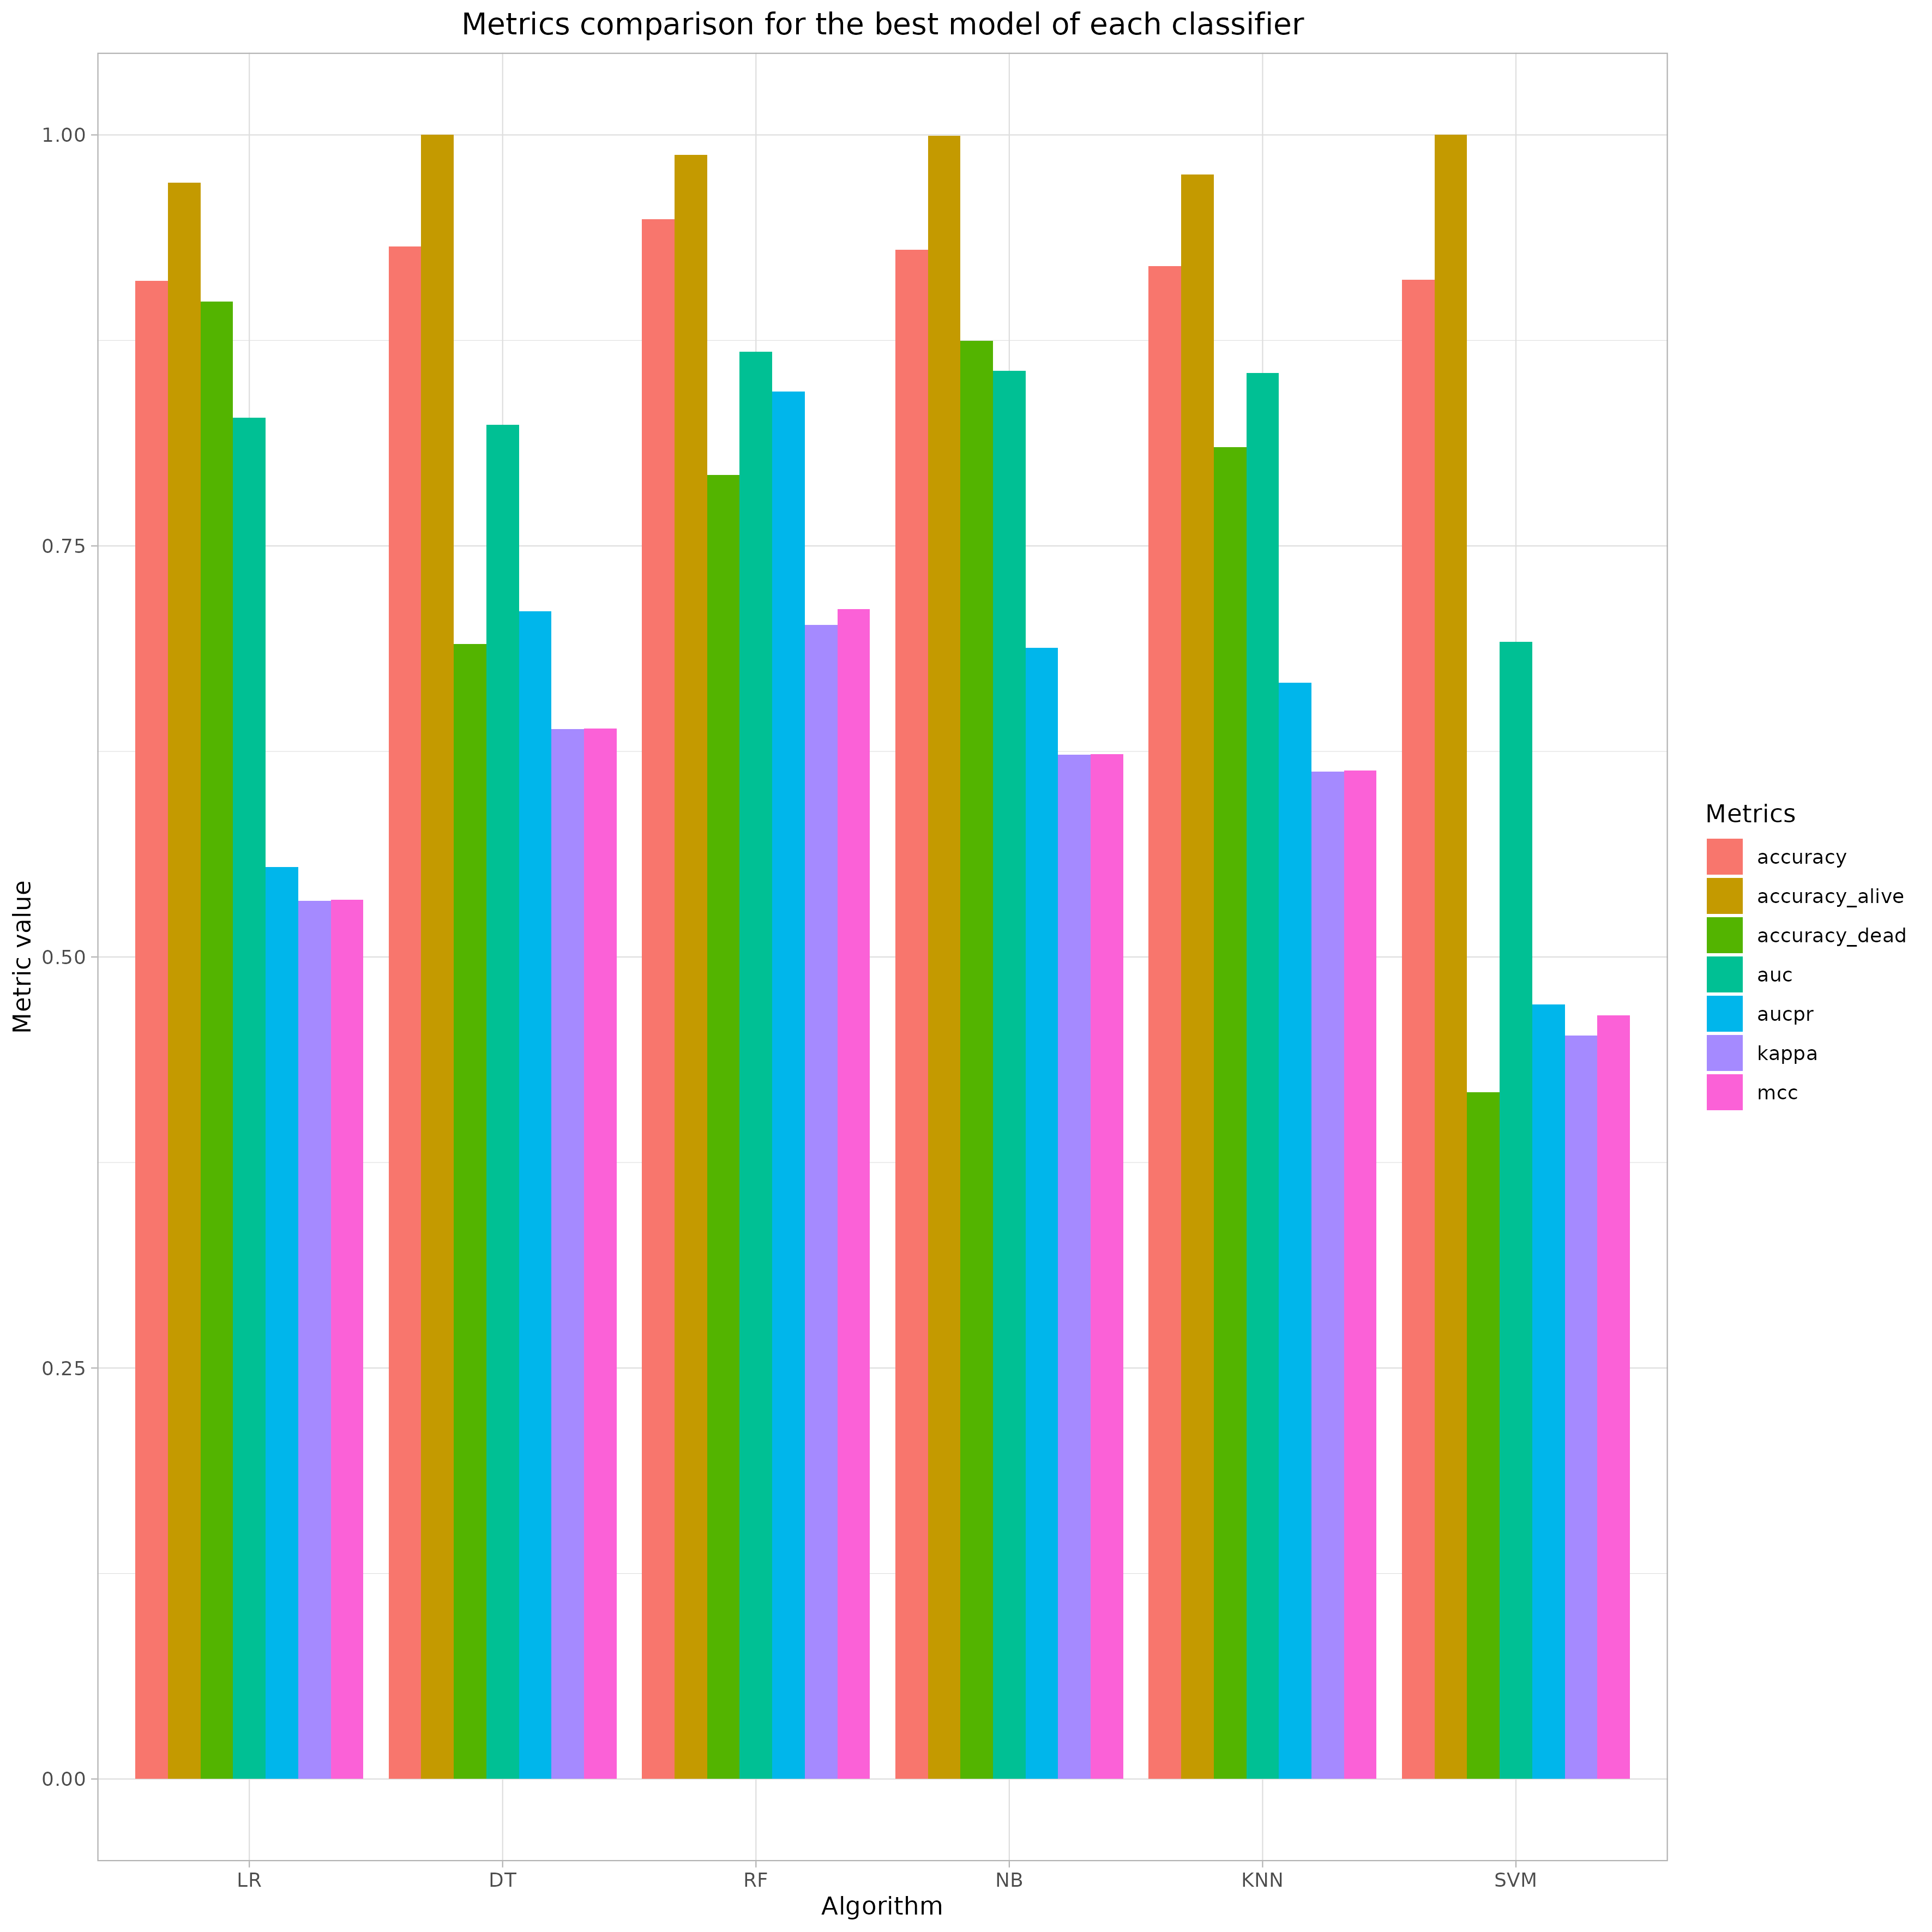 Metrics comparison for the best model of each classifier
Metric value
1.00
0.75
0.50
0.25
0.00
LR DT RF NB KNN SVM
Algorithm
Metrics
accuracy
accuracy_alive
accuracy_dead
auc
aucpr
kappa
mcc